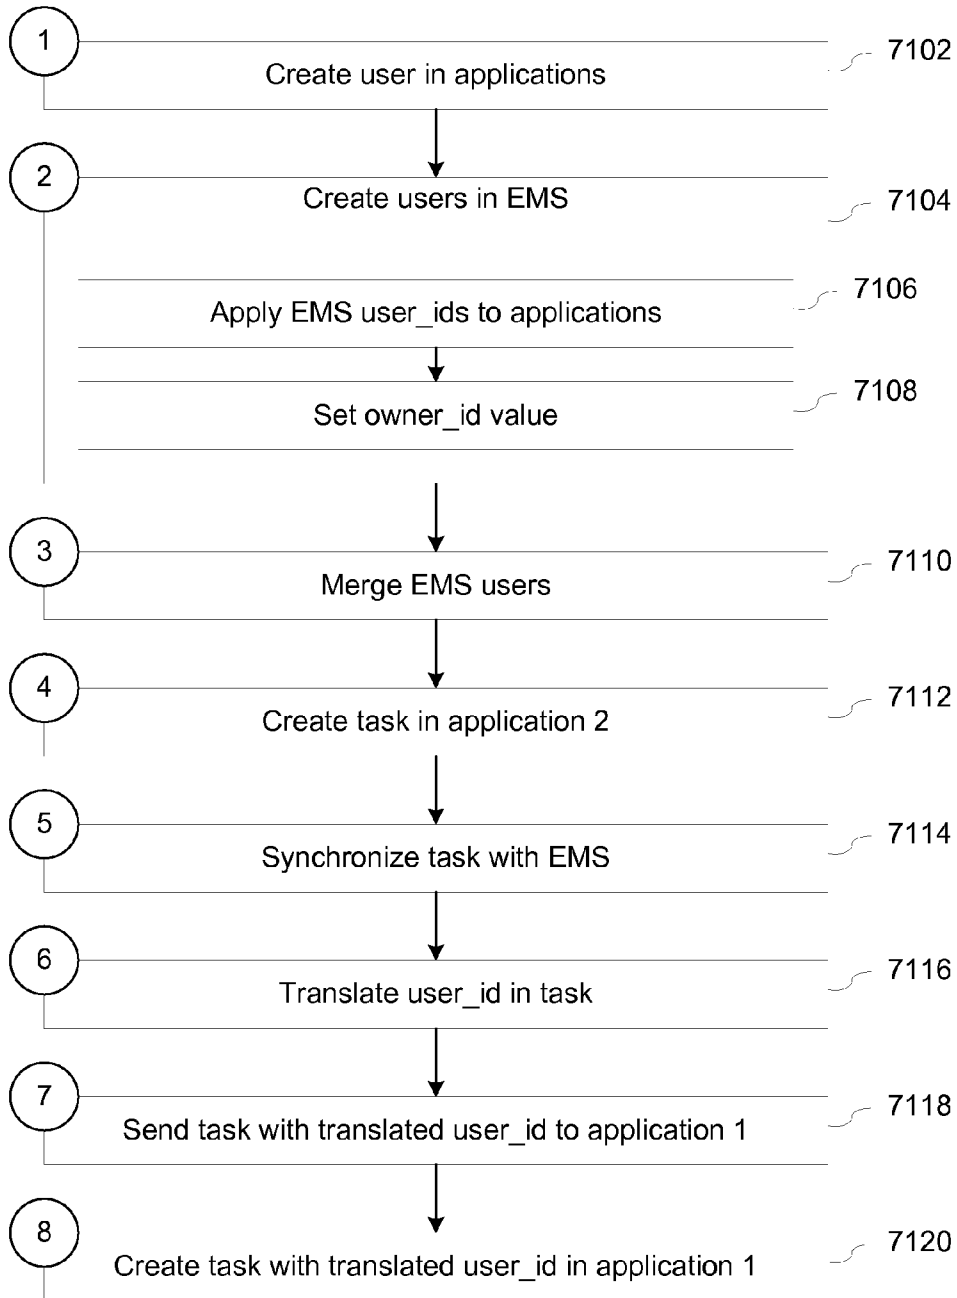 1
7102
Create user in applications
2
7104
Create users in EMS
7106
Apply EMS user_ids to applications
7108
Set owner_id value
3
7110
Merge EMS users
4
7112
Create task in application 2
5
7114
Synchronize task with EMS
6
7116
Translate user_id in task
7
7118
Send task with translated user_id to application 1
8
7120
Create task with translated user_id in application 1